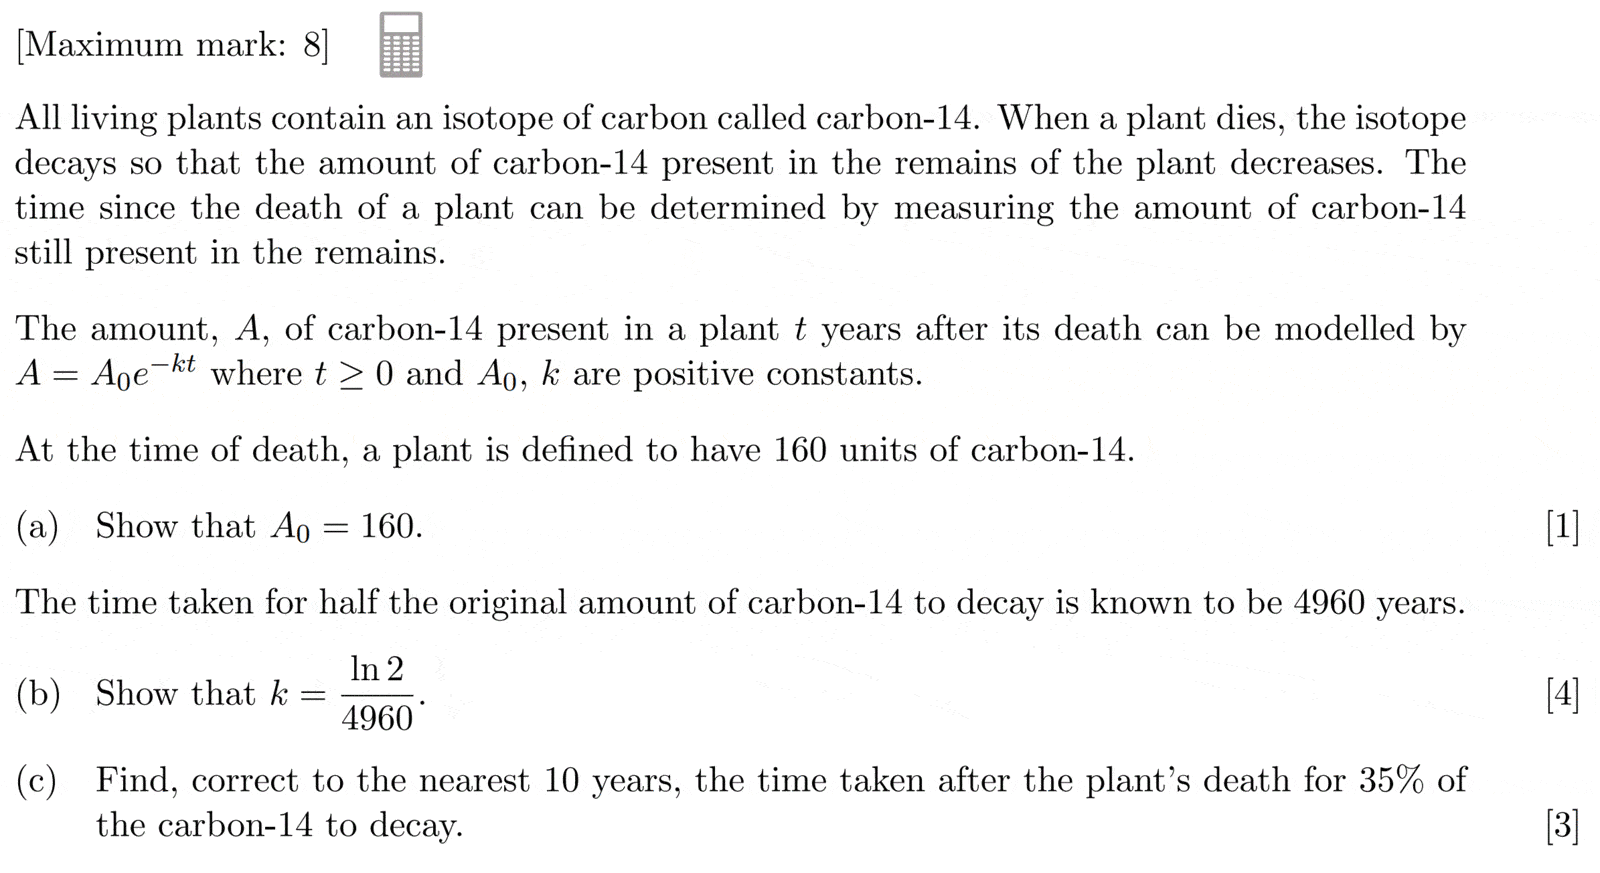 [Maximum mark: 8]
All living plants contain an isotope of carbon called carbon-14. When a plant dies, the isotope
decays so that the amount of carbon-14 present in the remains of the plant decreases. The
time since the death of a plant can be determined by measuring the amount of carbon-14
still present in the remains.
The amount, A, of carbon-14 present in a plant t years after its death can be modelled by
A = A₀e^{−kt} where t ≥ 0 and A₀, k are positive constants.
At the time of death, a plant is defined to have 160 units of carbon-14.
(a) Show that A₀ = 160. [1]
The time taken for half the original amount of carbon-14 to decay is known to be 4960 years.
(b) Show that k = \frac{ln 2}{4960}. [4]
(c) Find, correct to the nearest 10 years, the time taken after the plant’s death for 35% of
the carbon-14 to decay. [3]